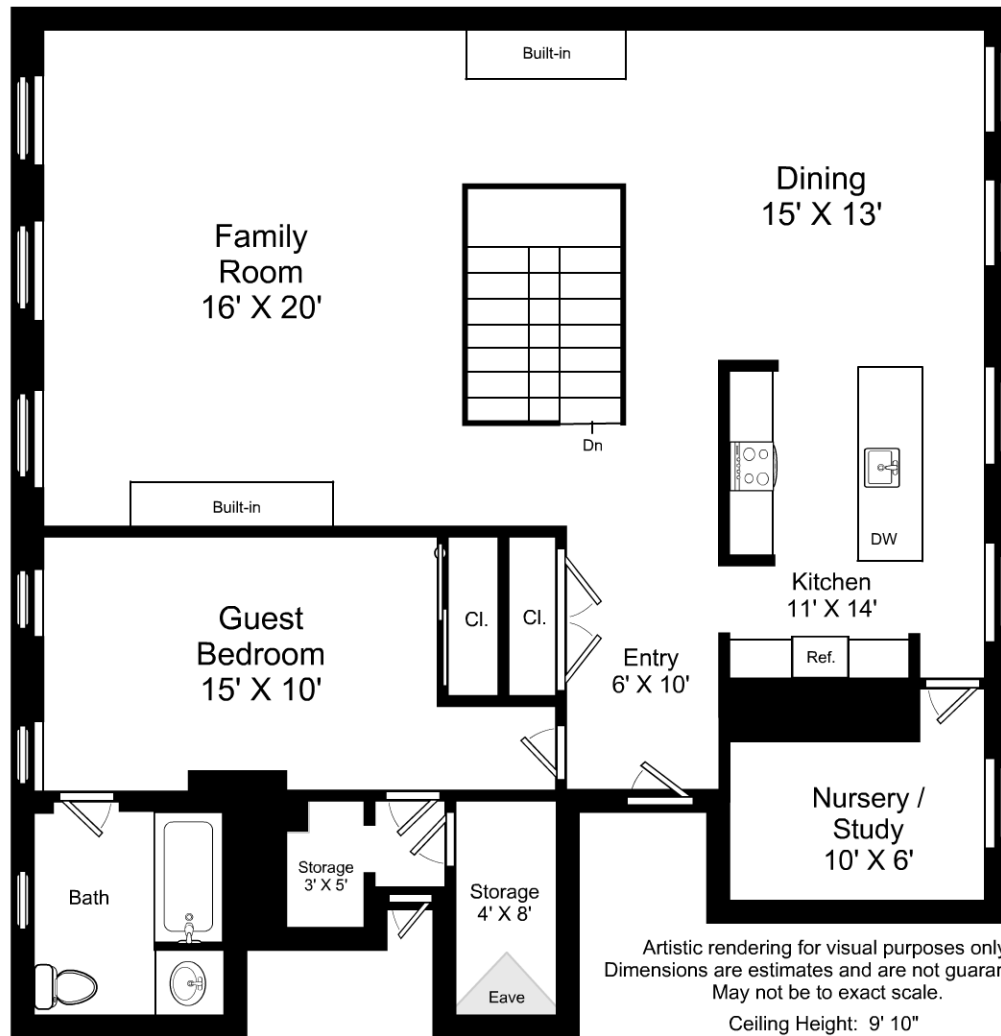 Built-in
Dining
15' X 13'
Family
Room
16' X 20'
Dn
Built-in
DW
Kitchen
11' X 14'
Guest
Bedroom
15' X 10'
Cl.
Cl.
Entry
6' X 10'
Ref.
Nursery /
Study
10' X 6'
Bath
Storage
3' X 5'
Storage
4' X 8'
Eave
Artistic rendering for visual purposes only
Dimensions are estimates and are not guaran
May not be to exact scale.
Ceiling Height: 9' 10"